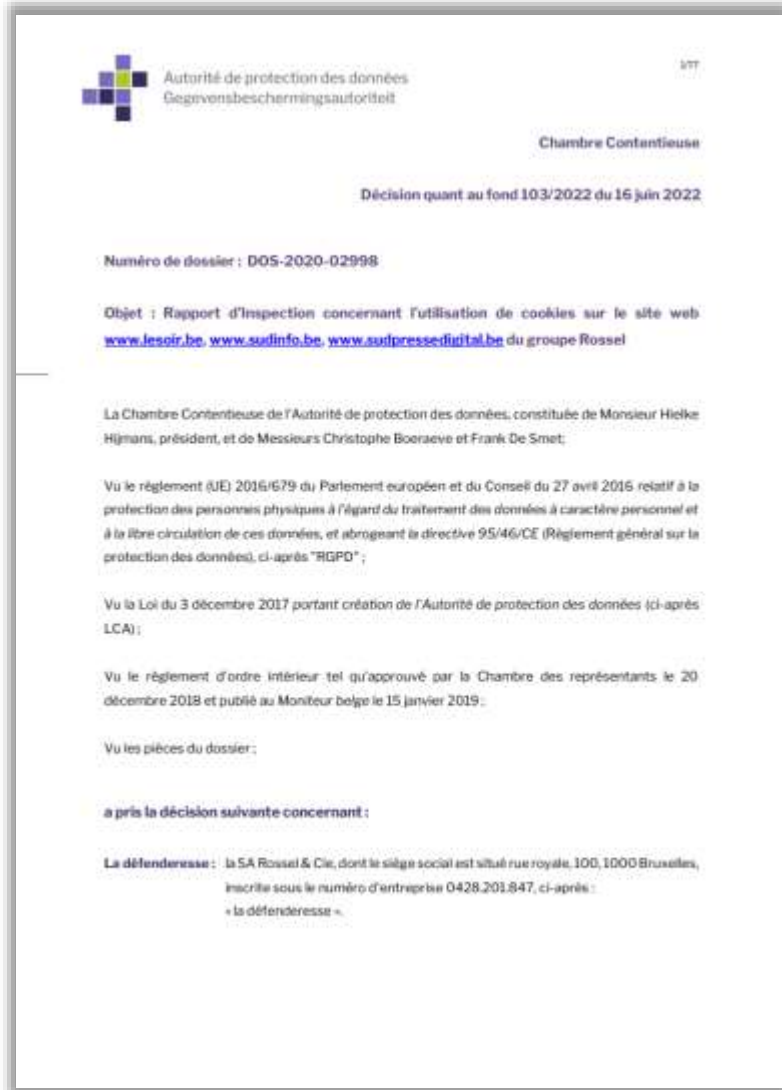 Autorité de protection des données
Gegevensbeschermingsautoriteit
1/77
Chambre Contentieuse
Décision quant au fond 103/2022 du 16 juin 2022
Numéro de dossier : DOS-2020-02998
Objet : Rapport d'Inspection concernant l'utilisation de cookies sur le site web
www.lesoir.be, www.sudinfo.be, www.sudpressedigital.be du groupe Rossel
La Chambre Contentieuse de l'Autorité de protection des données, constituée de Monsieur Hielke
Hijmans, président, et de Messieurs Christophe Boeraeve et Frank De Smet;
Vu le règlement (UE) 2016/679 du Parlement européen et du Conseil du 27 avril 2016 relatif à la
protection des personnes physiques à l'égard du traitement des données à caractère personnel et
à la libre circulation de ces données, et abrogeant la directive 95/46/CE (Règlement général sur la
protection des données), ci-après "RGPD" ;
Vu la Loi du 3 décembre 2017 portant création de l'Autorité de protection des données (ci-après
LCA) ;
Vu le règlement d'ordre intérieur tel qu'approuvé par la Chambre des représentants le 20
décembre 2018 et publié au Moniteur belge le 15 janvier 2019 ;
Vu les pièces du dossier ;
a pris la décision suivante concernant :
La défenderesse : la SA Rossel & Cie, dont le siège social est situé rue royale, 100, 1000 Bruxelles,
inscrite sous le numéro d'entreprise 0428.201.847, ci-après :
« la défenderesse ».